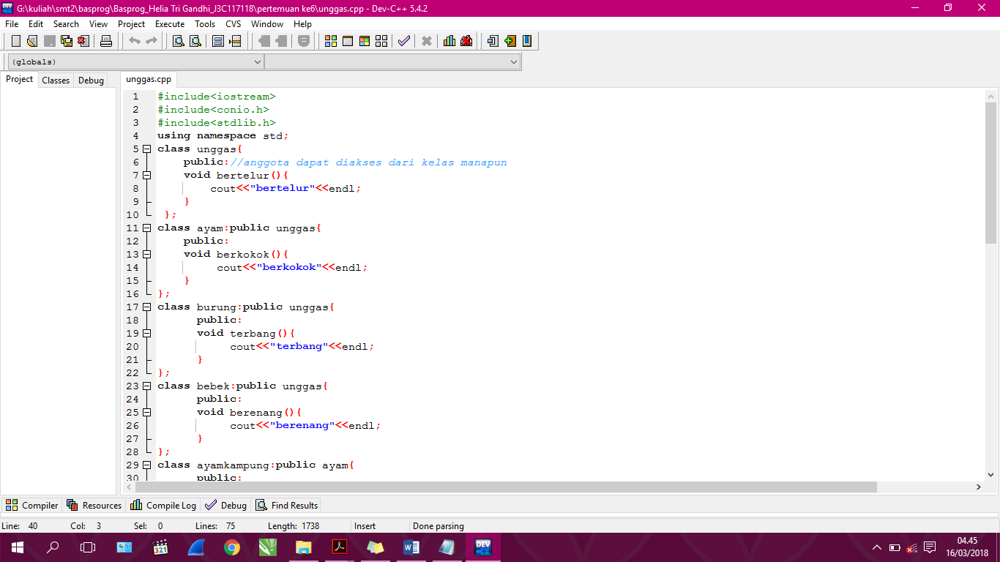 G:\kuliah\smt2\basprog\Basprog_Helia Tri Gandhi_J3C117118\pertemuan ke6\unggas.cpp - Dev-C++ 5.4.2
File Edit Search View Project Execute Tools CVS Window Help
(globals)
Project Classes Debug unggas.cpp
1 #include<iostream>
2 #include<conio.h>
3 #include<stdlib.h>
4 using namespace std;
5 class unggas{
6 public://anggota dapat diakses dari kelas manapun
7 void bertelur(){
8 cout<<"bertelur"<<endl;
9 }
10 };
11 class ayam:public unggas{
12 public:
13 void berkokok(){
14 cout<<"berkokok"<<endl;
15 }
16 };
17 class burung:public unggas{
18 public:
19 void terbang(){
20 cout<<"terbang"<<endl;
21 }
22 };
23 class bebek:public unggas{
24 public:
25 void berenang(){
26 cout<<"berenang"<<endl;
27 }
28 };
29 class ayamkampung:public ayam{
30 public:
Compiler Resources Compile Log Debug Find Results
Line: 40 Col: 3 Sel: 0 Lines: 75 Length: 1738 Insert Done parsing
321 DEV
04.45
16/03/2018